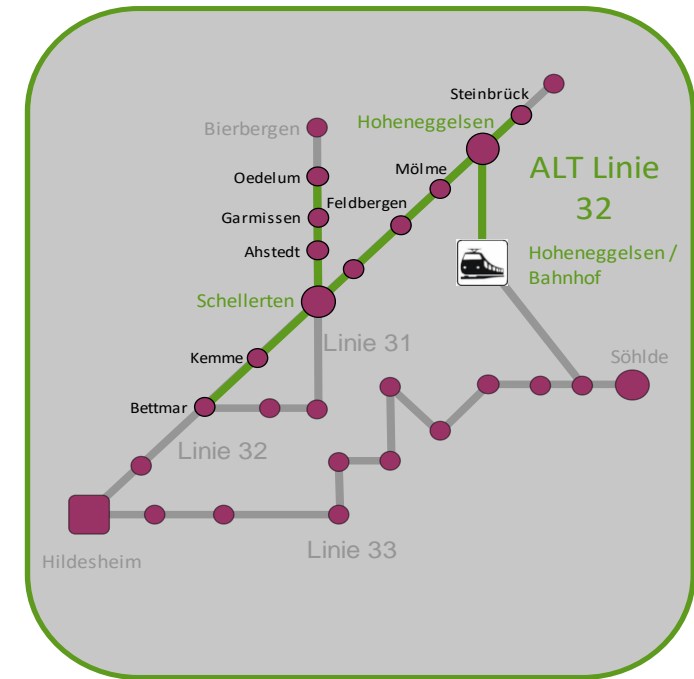 Steinbrück
Bierbergen
Hoheneggelsen
Mölme
ALT Linie
32
Oedelum
Feldbergen
Garmissen
Ahstedt
Hoheneggelsen /
Bahnhof
Schellerten
Linie 31
Söhlde
Kemme
Bettmar
Linie 32
Linie 33
Hildesheim